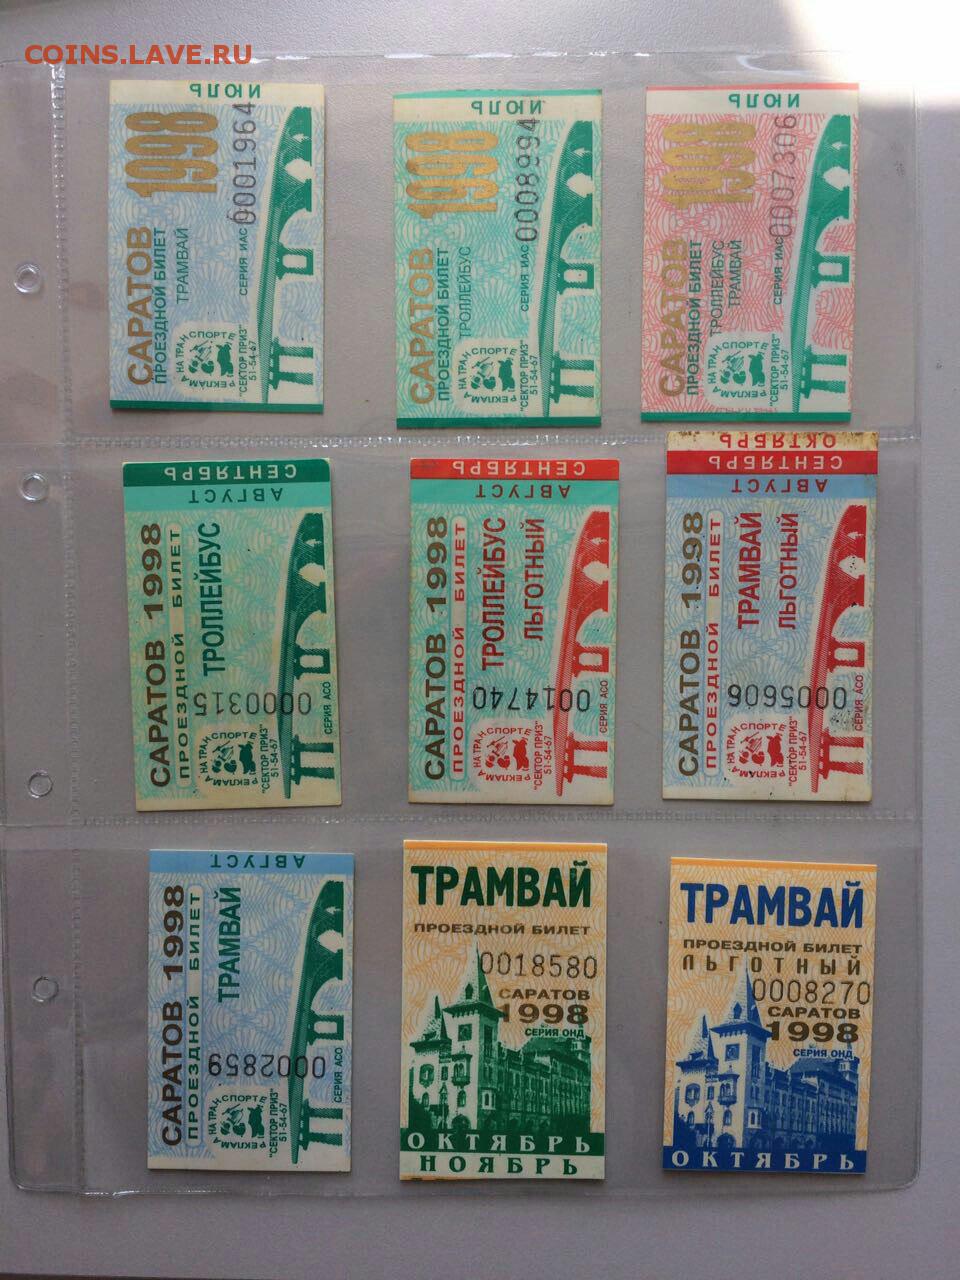 COINS.LAVE.RU
ИЮЛЬ
САРАТОВ 1998
ПРОЕЗДНОЙ БИЛЕТ
ТРАМВАЙ
0001964
СЕРИЯ ИАС
РЕКЛАМА НА ТРАНСПОРТЕ
"СЕКТОР ПРИЗ"
51-54-67
ИЮЛЬ
САРАТОВ 1998
ПРОЕЗДНОЙ БИЛЕТ
ТРОЛЛЕЙБУС
0008994
СЕРИЯ ИАС
РЕКЛАМА НА ТРАНСПОРТЕ
"СЕКТОР ПРИЗ"
51-54-67
ИЮЛЬ
САРАТОВ 1998
ПРОЕЗДНОЙ БИЛЕТ
ТРОЛЛЕЙБУС
ТРАМВАЙ
0007306
СЕРИЯ ИАС
РЕКЛАМА НА ТРАНСПОРТЕ
"СЕКТОР ПРИЗ"
51-54-67
СЕНТЯБРЬ
АВГУСТ
САРАТОВ 1998
ПРОЕЗДНОЙ БИЛЕТ
ТРОЛЛЕЙБУС
0000315
СЕРИЯ АСО
РЕКЛАМА НА ТРАНСПОРТЕ
"СЕКТОР ПРИЗ"
51-54-67
СЕНТЯБРЬ
АВГУСТ
САРАТОВ 1998
ПРОЕЗДНОЙ БИЛЕТ
ТРОЛЛЕЙБУС
ЛЬГОТНЫЙ
0014740
СЕРИЯ АСО
РЕКЛАМА НА ТРАНСПОРТЕ
"СЕКТОР ПРИЗ"
51-54-67
ОКТЯБРЬ
СЕНТЯБРЬ
АВГУСТ
САРАТОВ 1998
ПРОЕЗДНОЙ БИЛЕТ
ТРАМВАЙ
ЛЬГОТНЫЙ
0005606
СЕРИЯ АСО
РЕКЛАМА НА ТРАНСПОРТЕ
"СЕКТОР ПРИЗ"
51-54-67
АВГУСТ
САРАТОВ 1998
ПРОЕЗДНОЙ БИЛЕТ
ТРАМВАЙ
0002859
СЕРИЯ АСО
РЕКЛАМА НА ТРАНСПОРТЕ
"СЕКТОР ПРИЗ"
51-54-67
ТРАМВАЙ
ПРОЕЗДНОЙ БИЛЕТ
0018580
САРАТОВ
1998
СЕРИЯ ОНД
ОКТЯБРЬ
НОЯБРЬ
ТРАМВАЙ
ПРОЕЗДНОЙ БИЛЕТ
ЛЬГОТНЫЙ
0008270
САРАТОВ
1998
СЕРИЯ ОНД
ОКТЯБРЬ